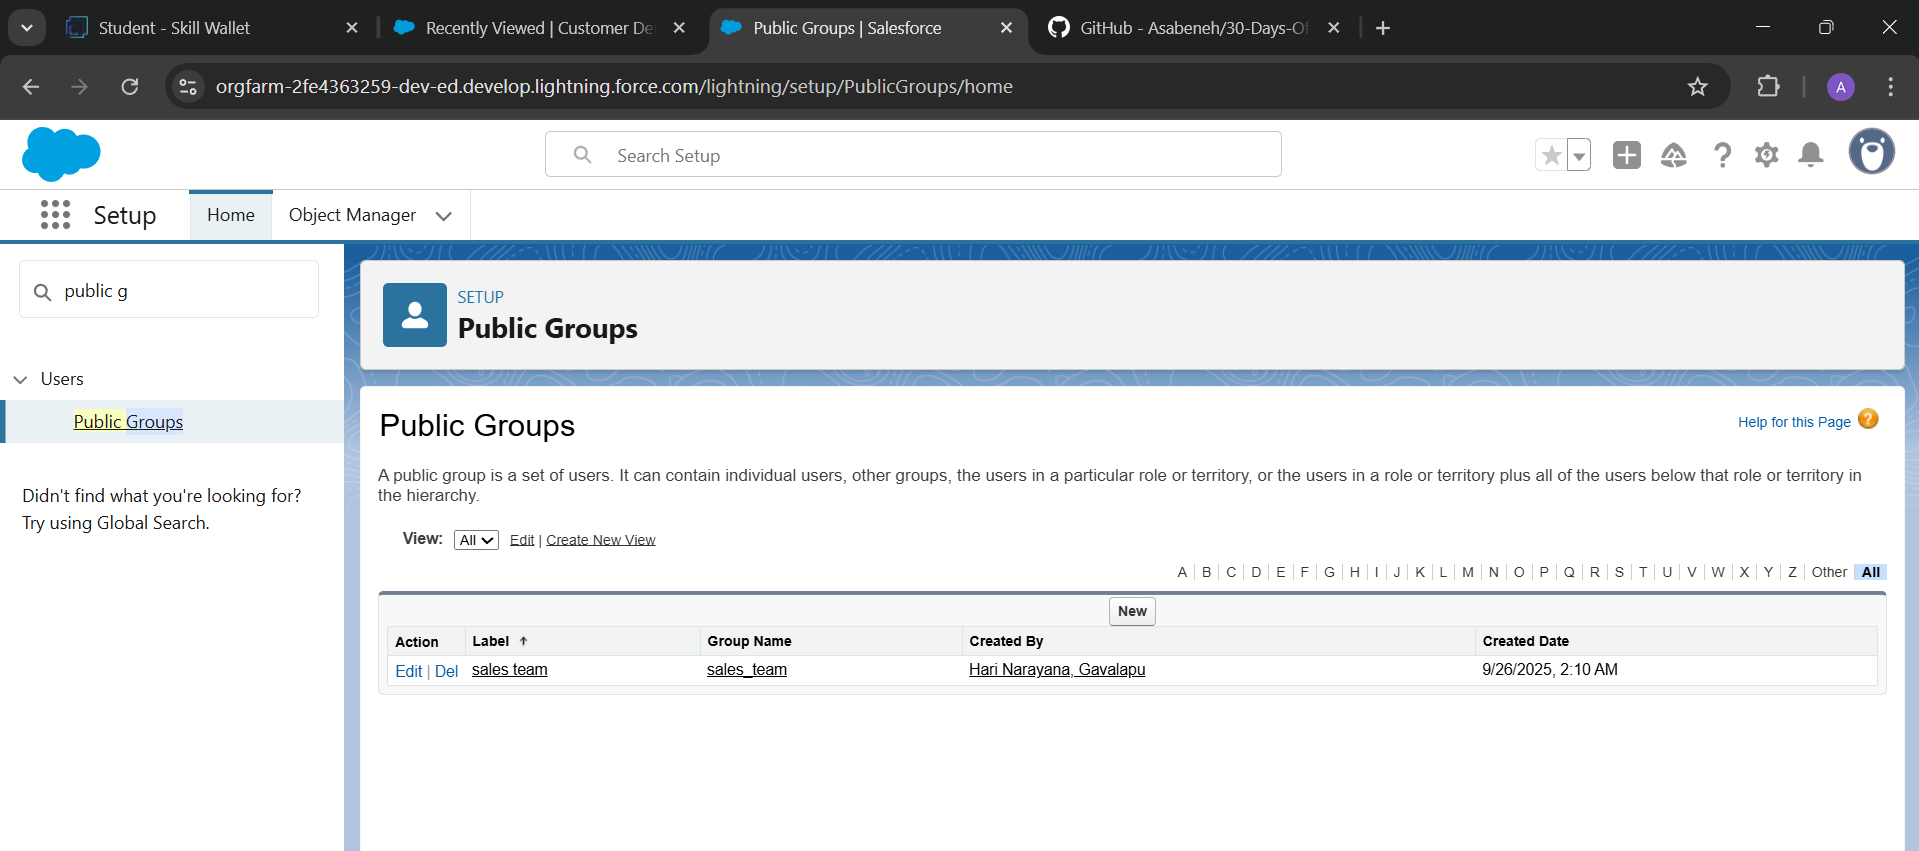 Student - Skill Wallet
Recently Viewed | Customer De
Public Groups | Salesforce
GitHub - Asabeneh/30-Days-Of
orgfarm-2fe4363259-dev-ed.develop.lightning.force.com/lightning/setup/PublicGroups/home
A
Search Setup
Setup
Home
Object Manager
public g
Users
Public Groups
Didn't find what you're looking for?
Try using Global Search.
SETUP
Public Groups
Public Groups
Help for this Page ?
A public group is a set of users. It can contain individual users, other groups, the users in a particular role or territory, or the users in a role or territory plus all of the users below that role or territory in
the hierarchy.
View: All Edit | Create New View
A | B | C | D | E | F | G | H | I | J | K | L | M | N | O | P | Q | R | S | T | U | V | W | X | Y | Z | Other | All
New
Action Label ↑ Group Name Created By Created Date
Edit | Del sales team sales_team Hari Narayana, Gavalapu 9/26/2025, 2:10 AM